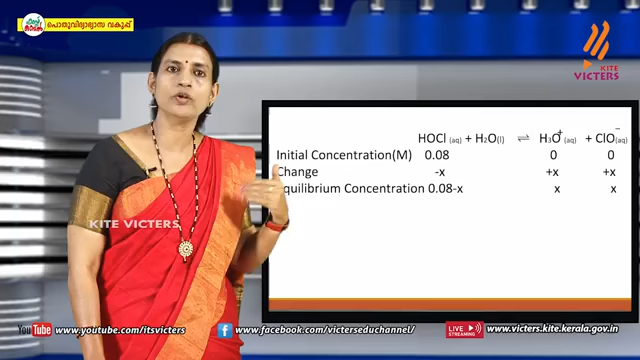 പൊതുവിദ്യാഭ്യാസ വകുപ്പ്
KITE
VICTERS
HOCl (aq) + H2O(l) ⇌ H3O+ (aq) + ClO−(aq)
Initial Concentration(M) 0.08 0 0
Change -x +x +x
quilibrium Concentration 0.08-x x x
KITE VICTERS
YouTube www.youtube.com/itsvicters
f www.facebook.com/victerseduchannel/
LIVE STREAMING www.victers.kite.kerala.gov.in